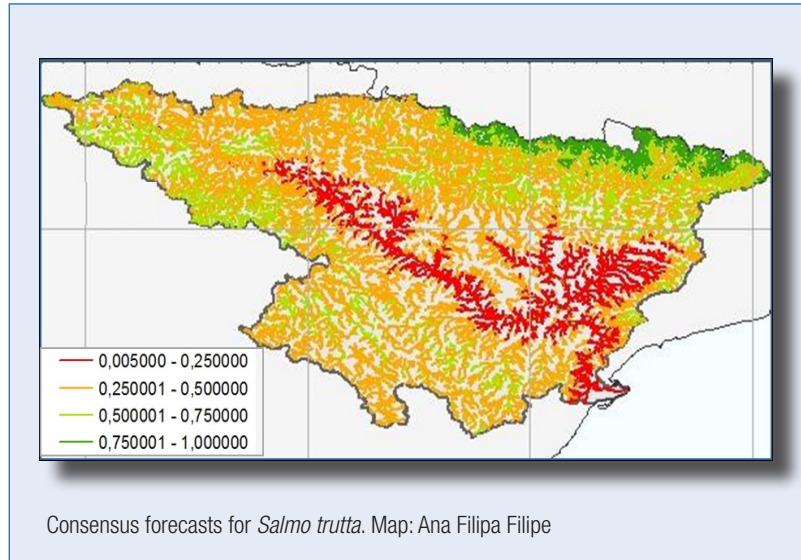 0,005000 - 0,250000
0,250001 - 0,500000
0,500001 - 0,750000
0,750001 - 1,000000
Consensus forecasts for Salmo trutta. Map: Ana Filipa Filipe